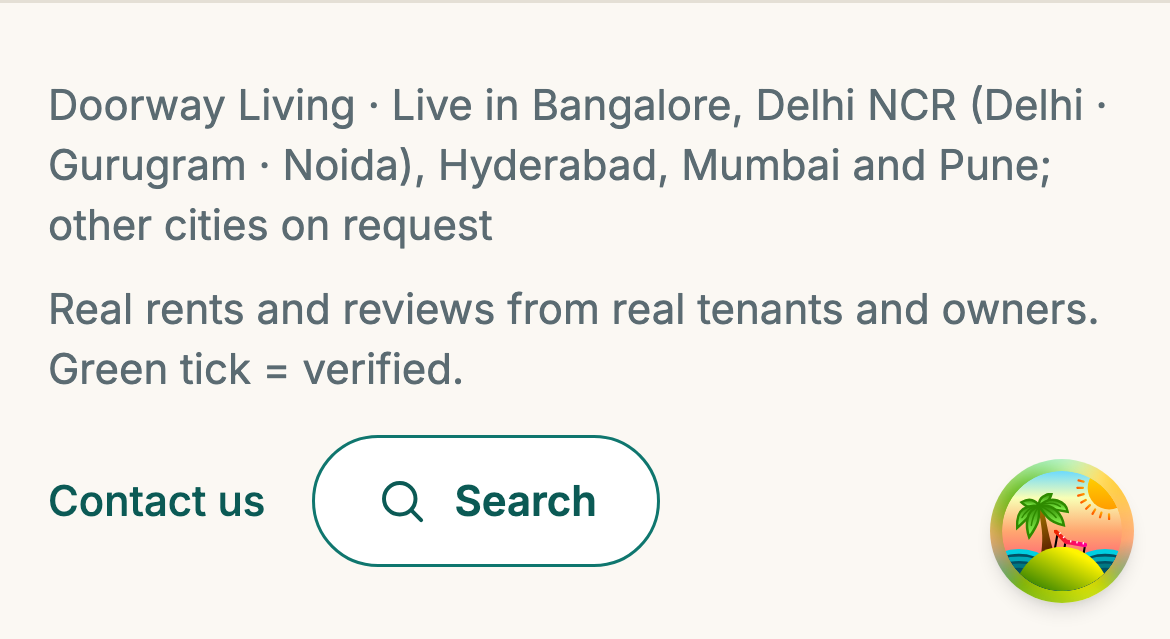 Doorway Living · Live in Bangalore, Delhi NCR (Delhi ·
Gurugram · Noida), Hyderabad, Mumbai and Pune;
other cities on request
Real rents and reviews from real tenants and owners.
Green tick = verified.
Contact us
Search